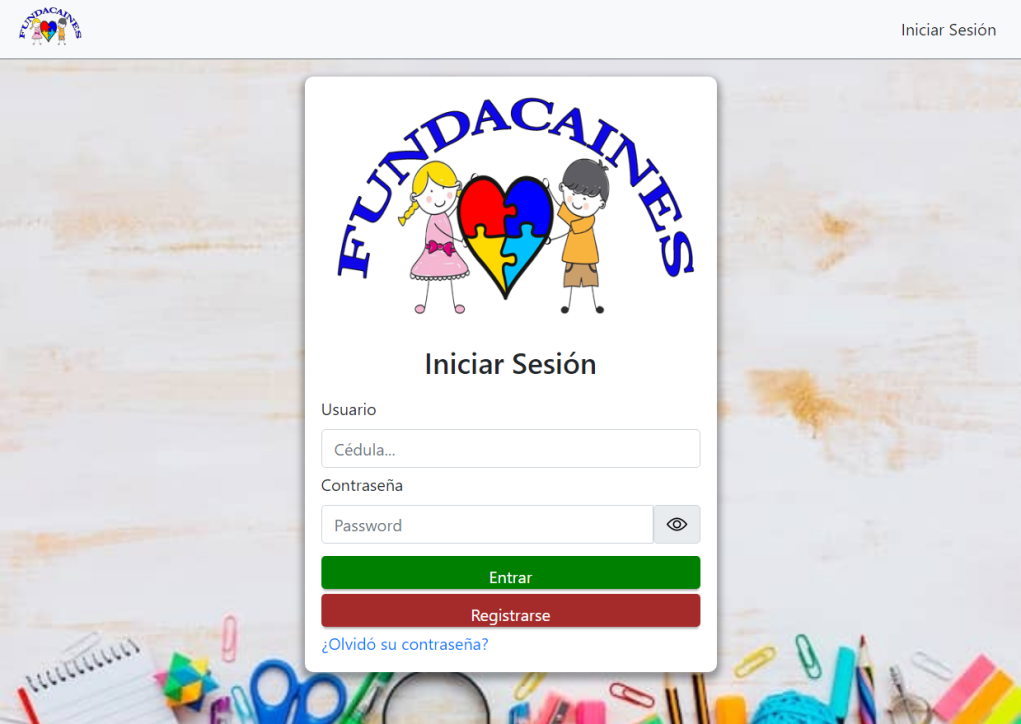 FUNDACAINES
Iniciar Sesión
FUNDACAINES
Iniciar Sesión
Usuario
Cédula...
Contraseña
Password
Entrar
Registrarse
¿Olvidó su contraseña?